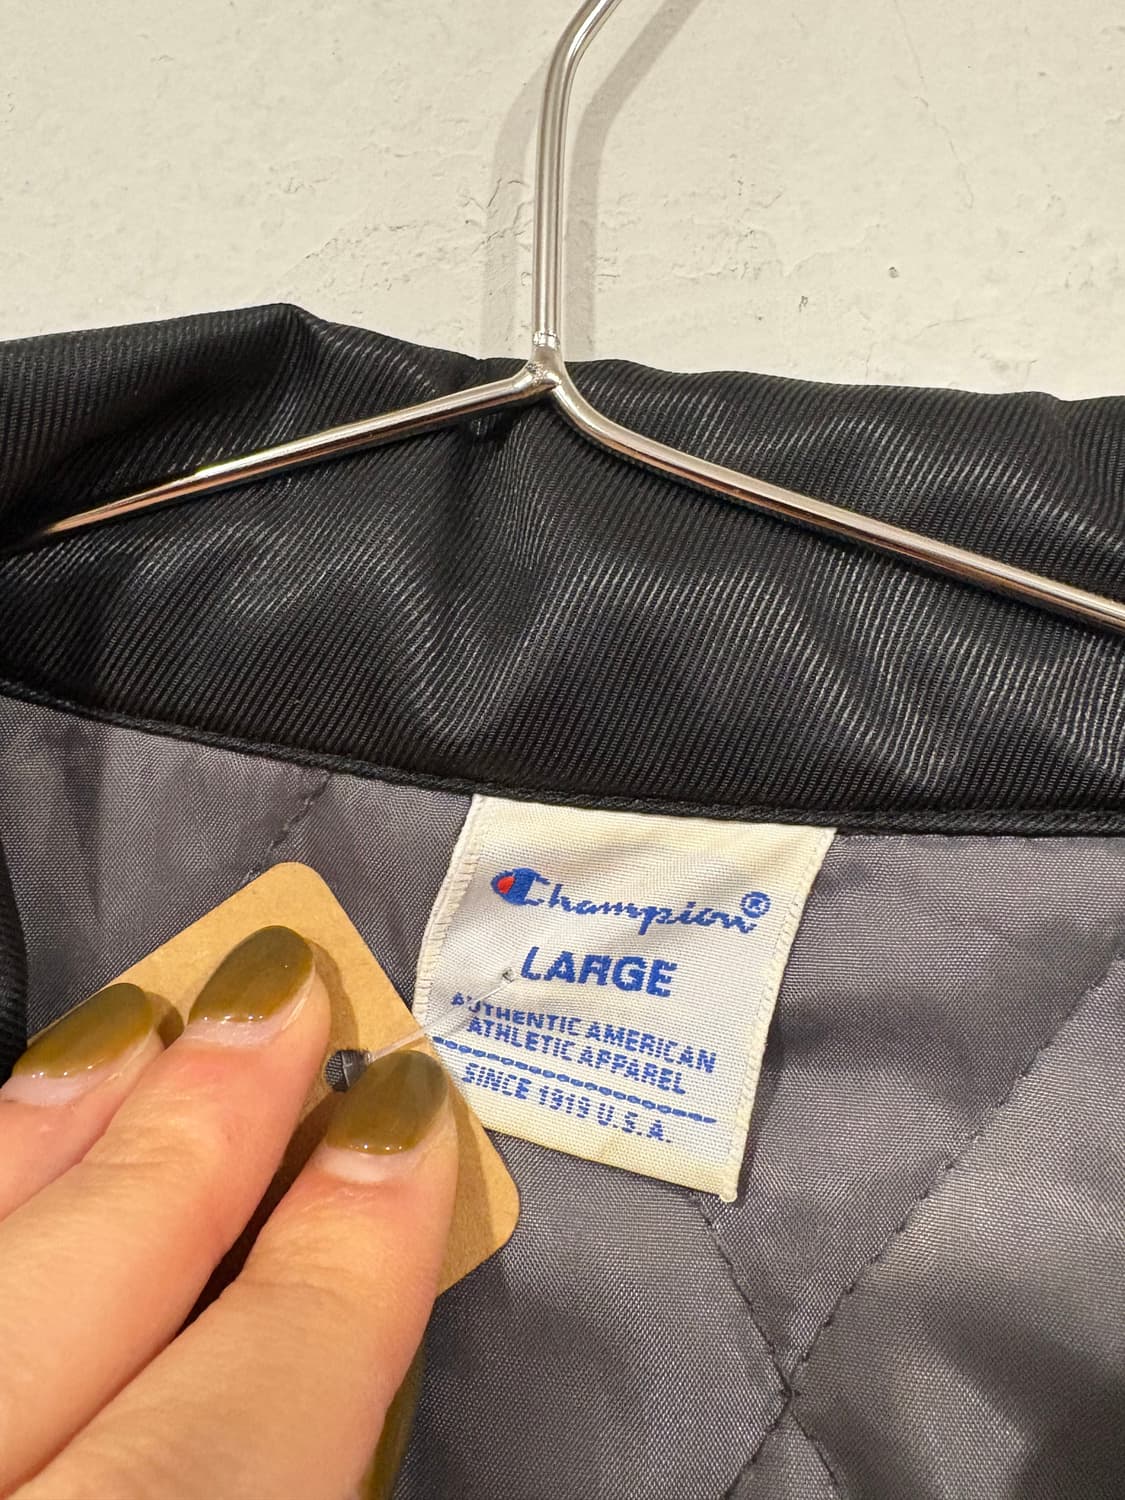 Champion®
LARGE
AUTHENTIC AMERICAN
ATHLETIC APPAREL
SINCE 1919 U.S.A.